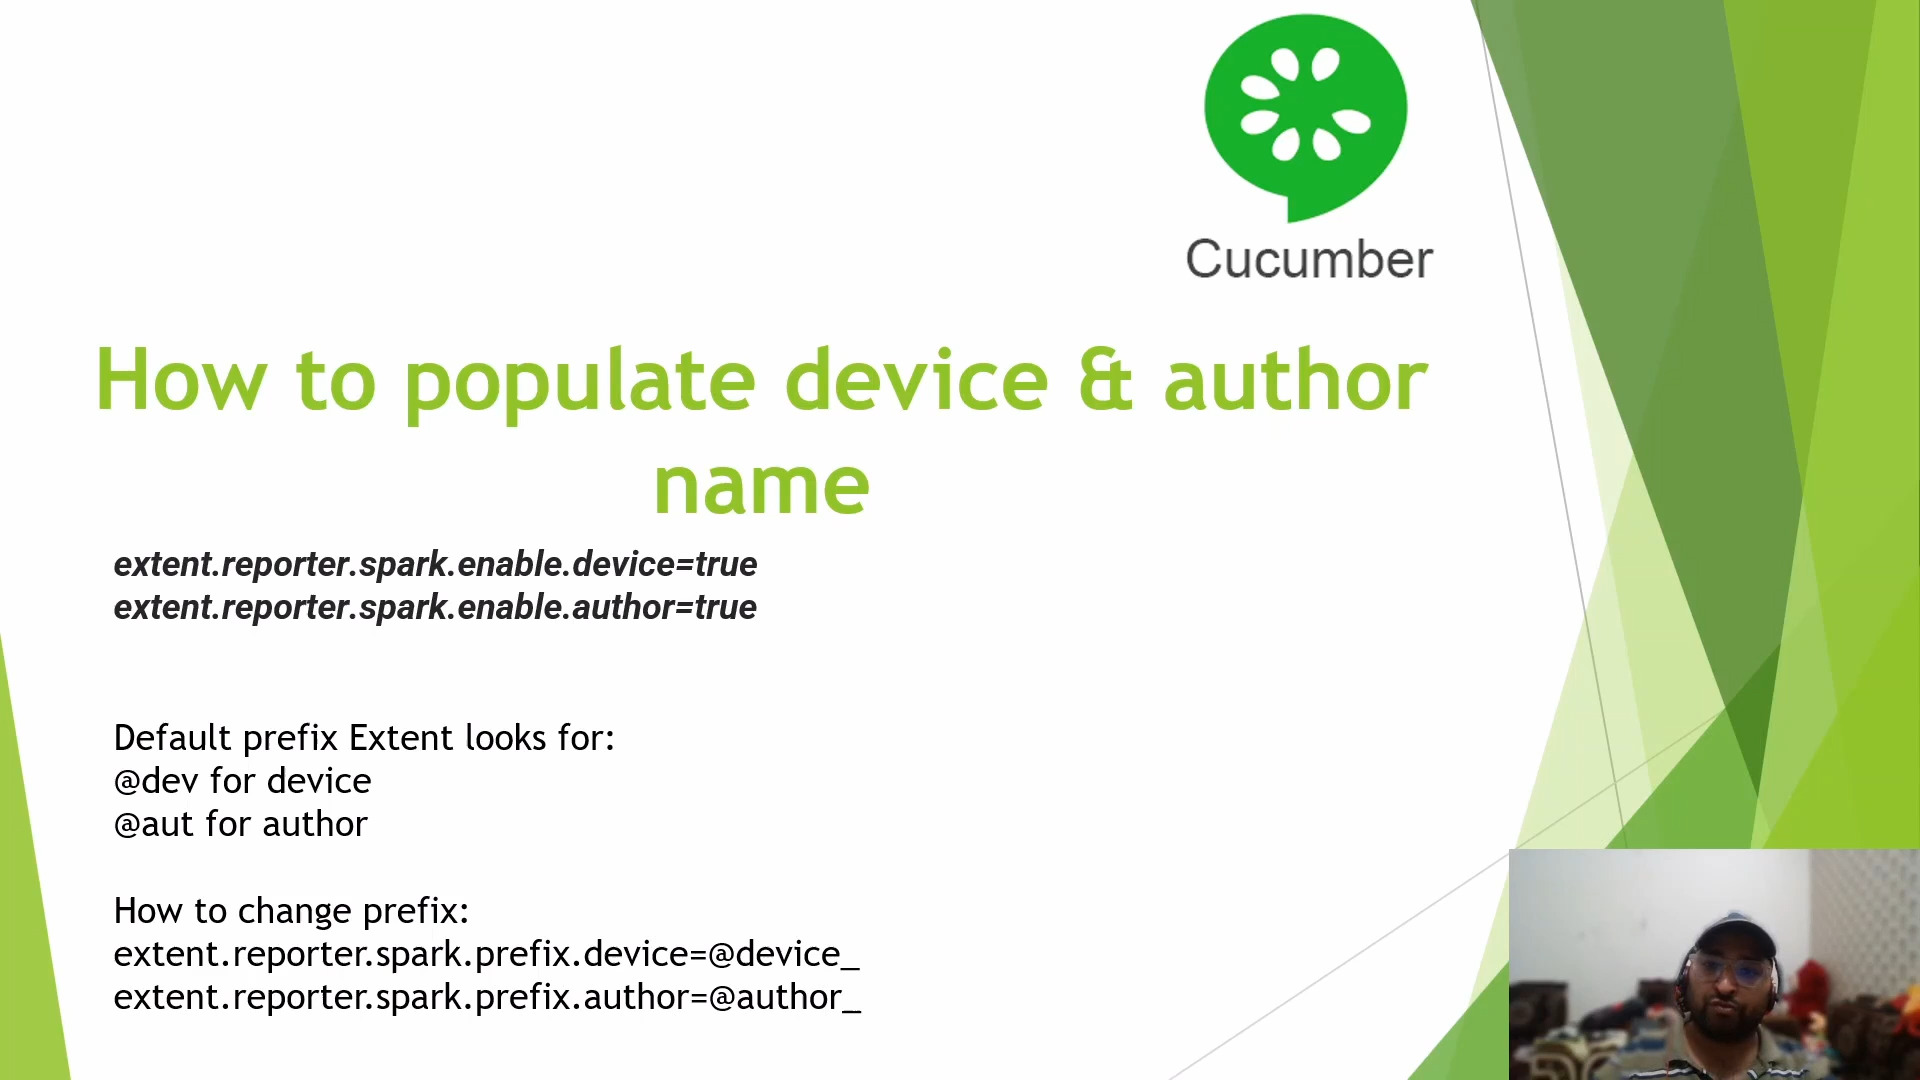 Cucumber
How to populate device & author
name
extent.reporter.spark.enable.device=true
extent.reporter.spark.enable.author=true
Default prefix Extent looks for:
@dev for device
@aut for author
How to change prefix:
extent.reporter.spark.prefix.device=@device_
extent.reporter.spark.prefix.author=@author_